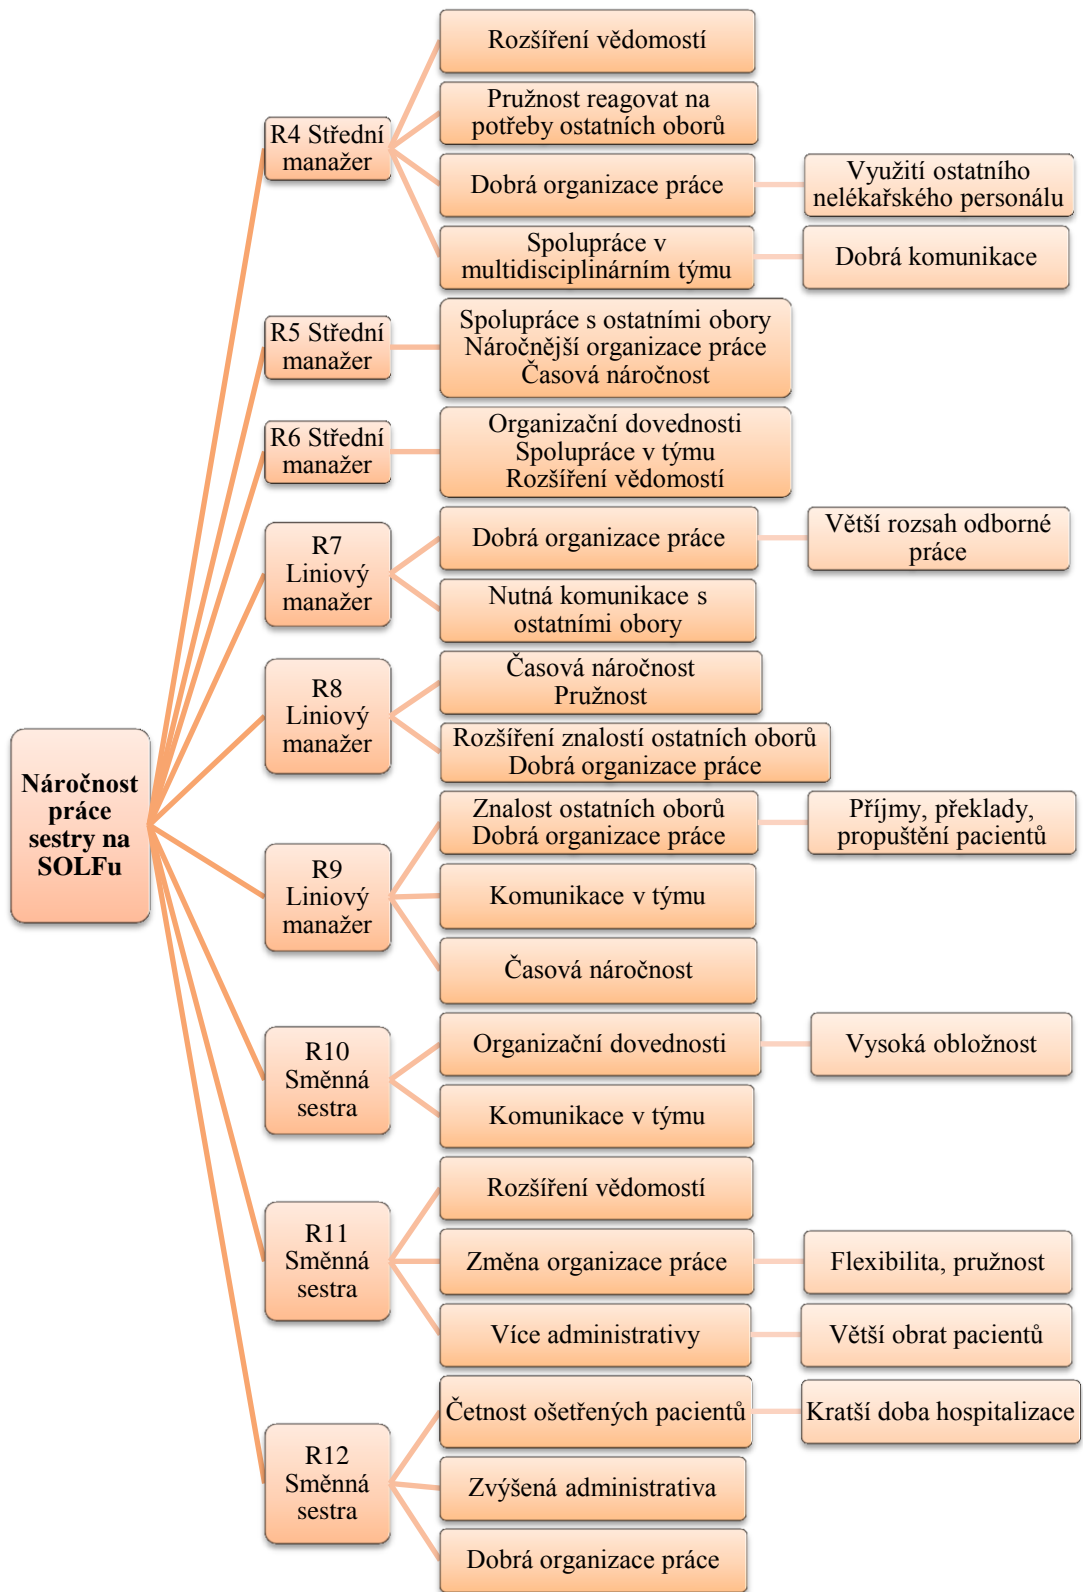 Náročnost
práce
sestry na
SOLFu
R4 Střední
manažer
Rozšíření vědomostí
Pružnost reagovat na
potřeby ostatních oborů
Dobrá organizace práce
Využití ostatního
nelékařského personálu
Spolupráce v
multidisciplinárním týmu
Dobrá komunikace
R5 Střední
manažer
Spolupráce s ostatními obory
Náročnější organizace práce
Časová náročnost
R6 Střední
manažer
Organizační dovednosti
Spolupráce v týmu
Rozšíření vědomostí
R7
Liniový
manažer
Dobrá organizace práce
Větší rozsah odborné
práce
Nutná komunikace s
ostatními obory
R8
Liniový
manažer
Časová náročnost
Pružnost
Rozšíření znalostí ostatních oborů
Dobrá organizace práce
R9
Liniový
manažer
Znalost ostatních oborů
Dobrá organizace práce
Příjmy, překlady,
propuštění pacientů
Komunikace v týmu
Časová náročnost
R10
Směnná
sestra
Organizační dovednosti
Vysoká obložnost
Komunikace v týmu
R11
Směnná
sestra
Rozšíření vědomostí
Změna organizace práce
Flexibilita, pružnost
Více administrativy
Větší obrat pacientů
R12
Směnná
sestra
Četnost ošetřených pacientů
Kratší doba hospitalizace
Zvýšená administrativa
Dobrá organizace práce